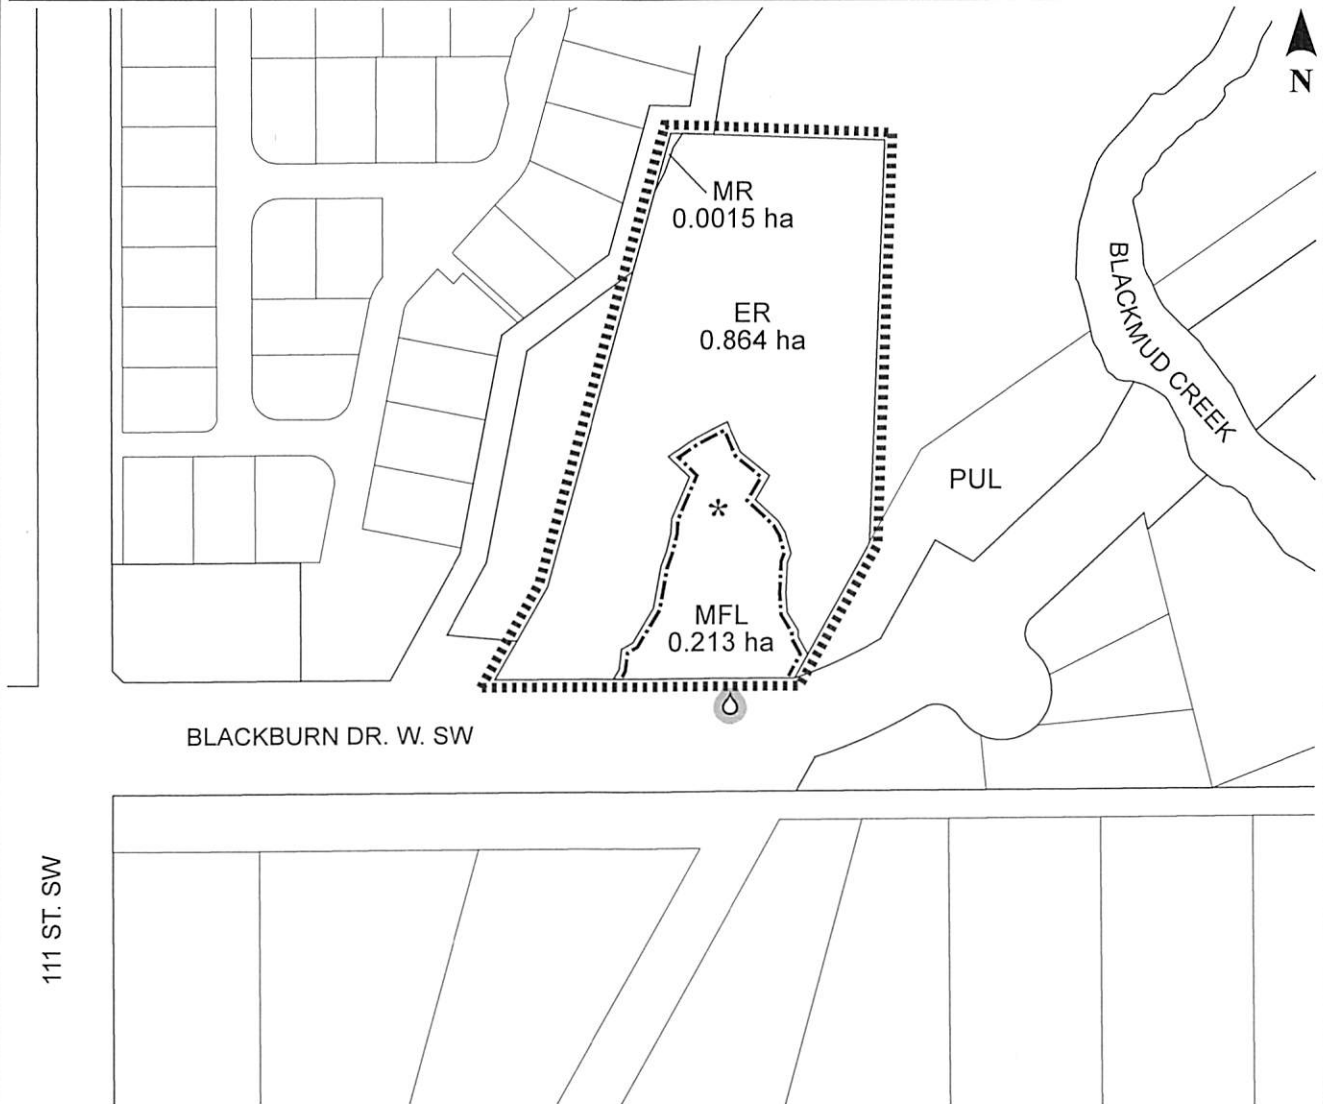 N
MR
0.0015 ha
ER
0.864 ha
BLACKMUD CREEK
PUL
*
MFL
0.213 ha
BLACKBURN DR. W. SW
111 ST. SW